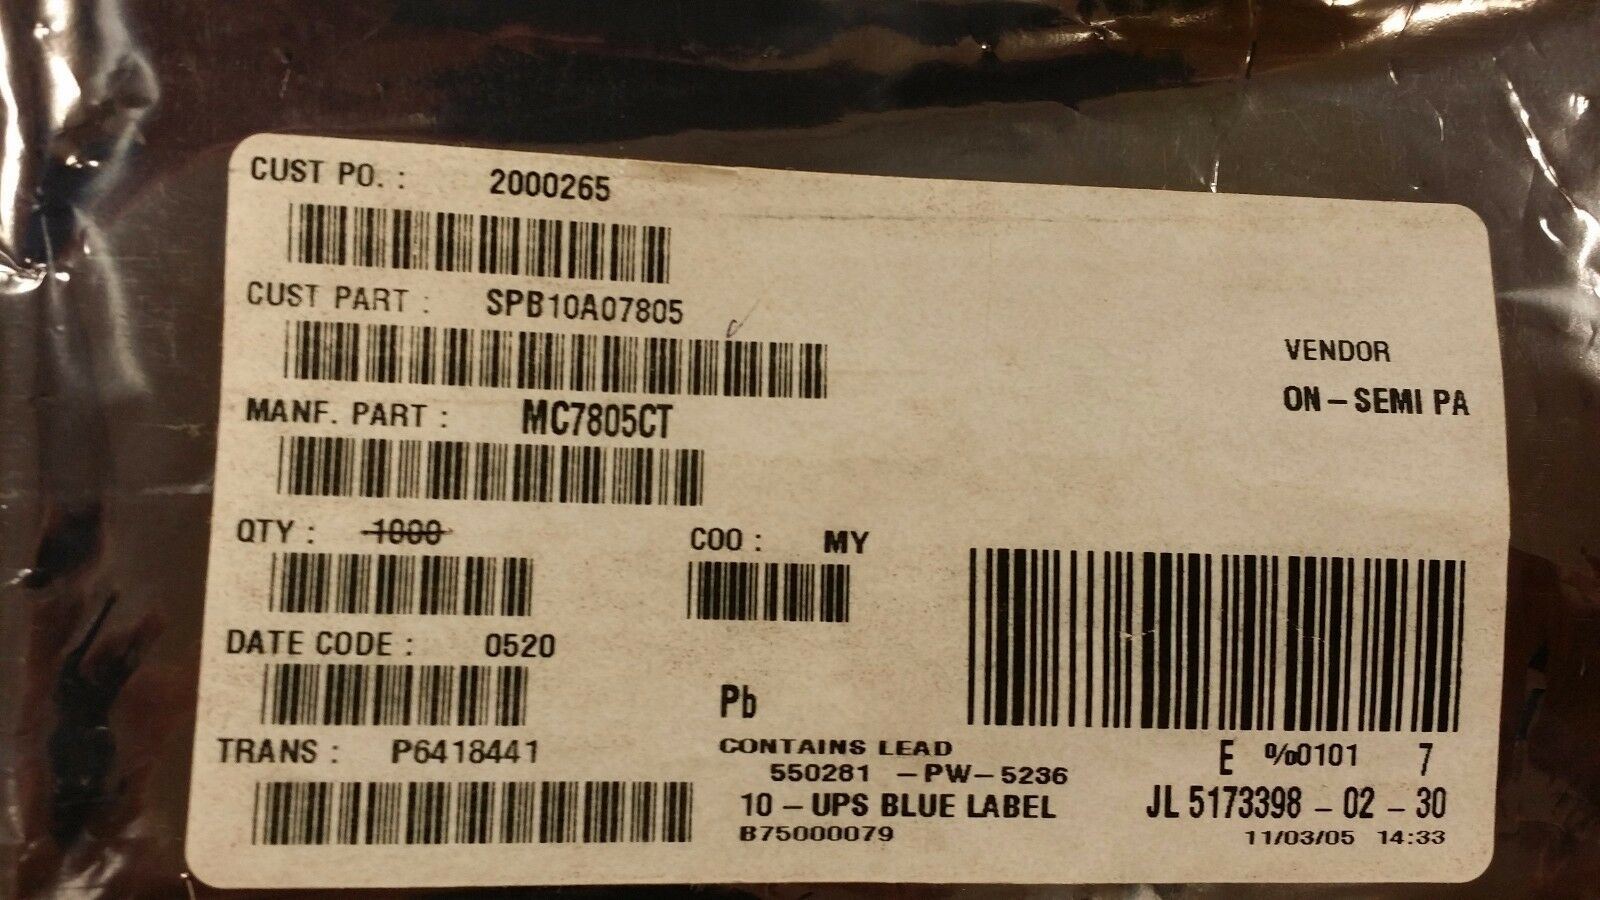 CUST PO. : 2000265
CUST PART : SPB10A07805
VENDOR
ON – SEMI PA
MANF. PART : MC7805CT
QTY : 1000
COO : MY
DATE CODE : 0520
Pb
TRANS : P6418441
CONTAINS LEAD
550281 –PW–5236
10 – UPS BLUE LABEL
B75000079
E %0101 7
JL 5173398 – 02 – 30
11/03/05 14:33